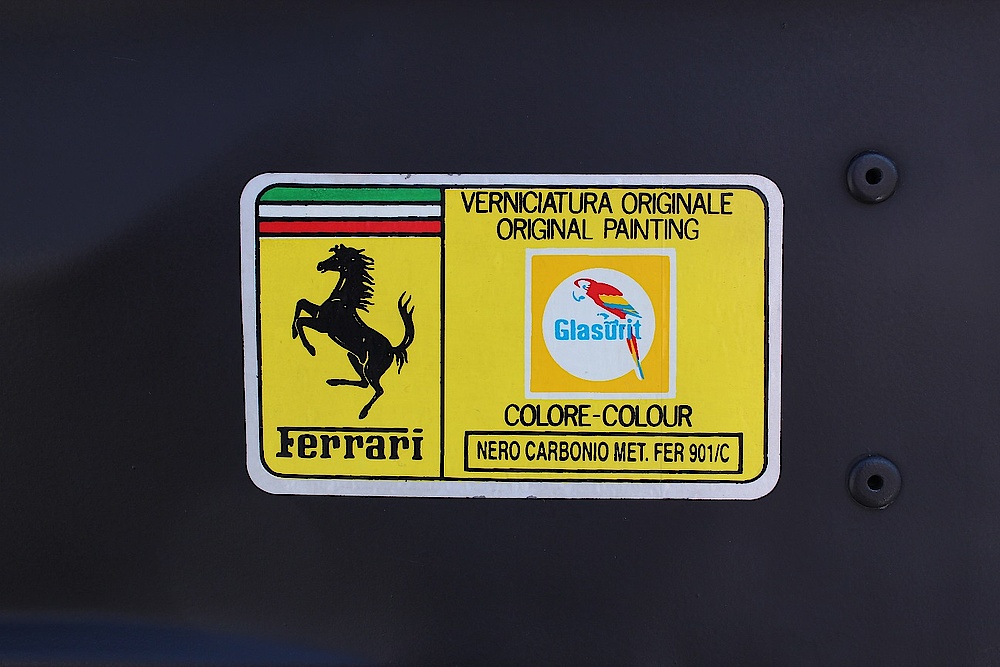 VERNICIATURA ORIGINALE
ORIGINAL PAINTING
Glasurit
COLORE-COLOUR
NERO CARBONIO MET. FER 901/C
Ferrari